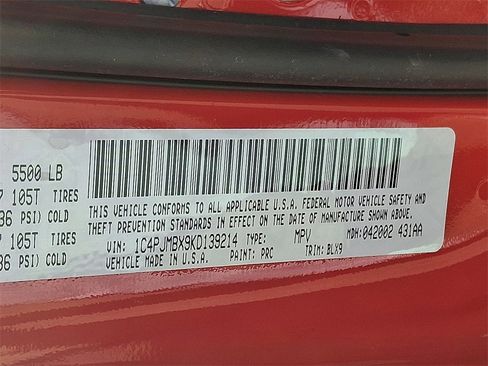 5500 LB
105T TIRES
36 PSI) COLD
105T TIRES
36 PSI) COLD
THIS VEHICLE CONFORMS TO ALL APPLICABLE U.S.A. FEDERAL MOTOR VEHICLE SAFETY AND
THEFT PREVENTION STANDARDS IN EFFECT ON THE DATE OF MANUFACTURE SHOWN ABOVE.
VIN: 1C4PJMBX9KD139214 TYPE: MPV MDH: 042002 431AA
VEHICLE MADE IN U.S.A. PAINT: PRC TRIM: BLX9